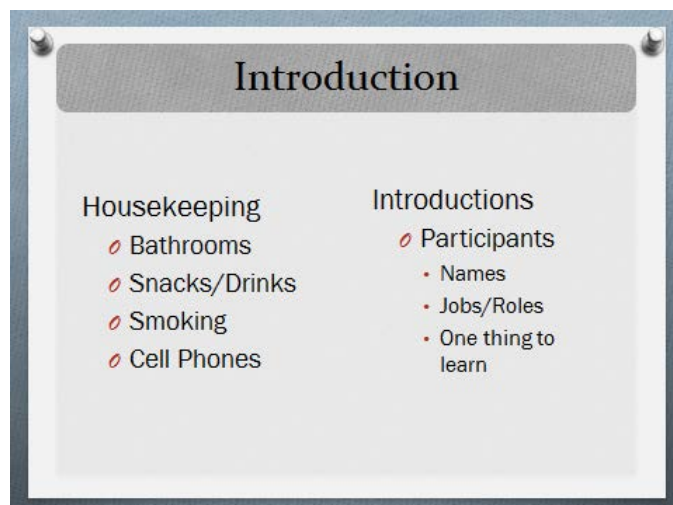 Introduction
Housekeeping
Bathrooms
Snacks/Drinks
Smoking
Cell Phones
Introductions
Participants
Names
Jobs/Roles
One thing to
learn